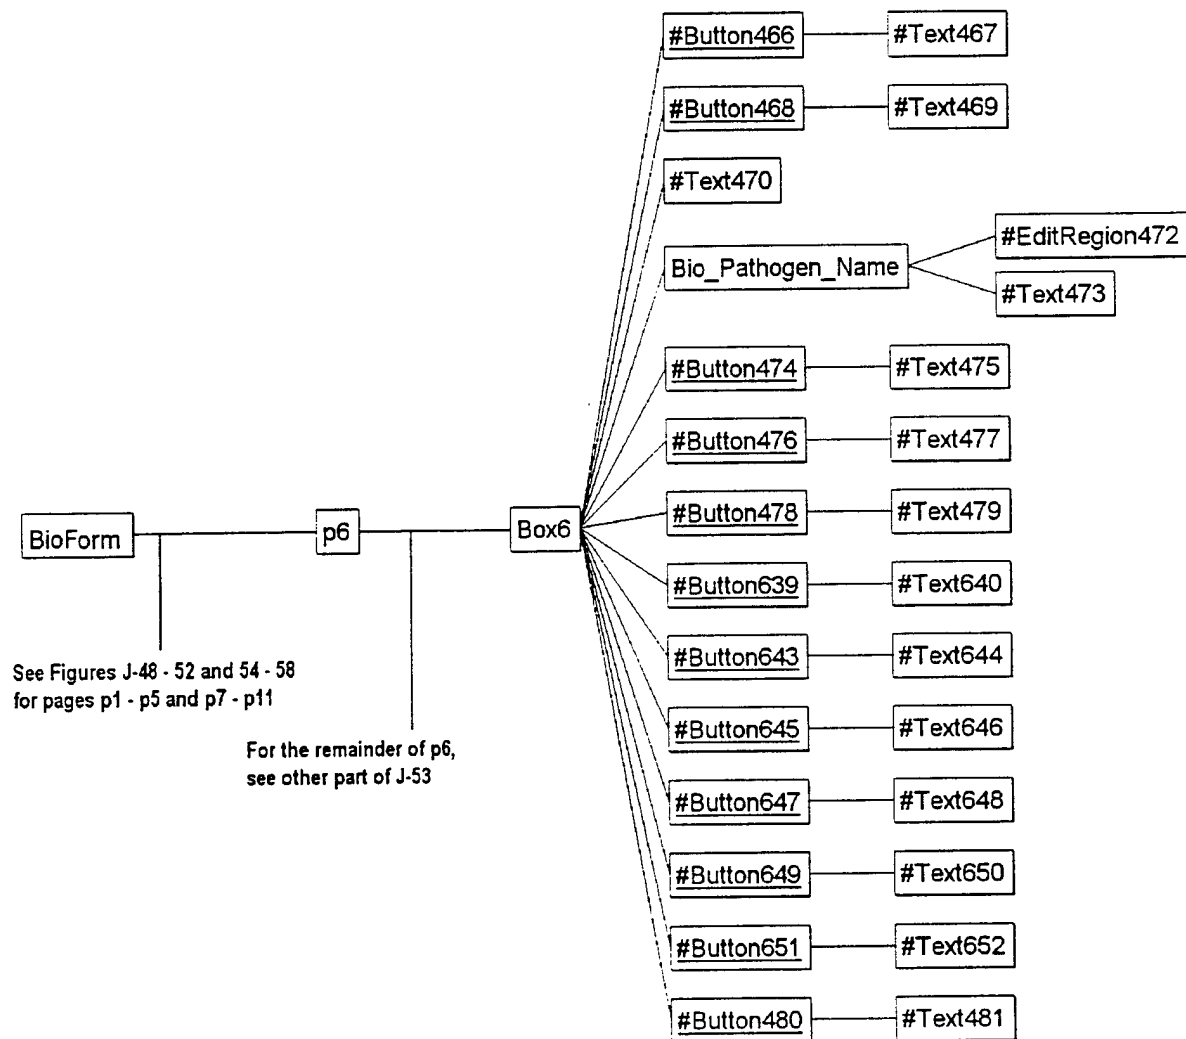 #Button466 #Text467
#Button468 #Text469
#Text470
Bio_Pathogen_Name
#EditRegion472
#Text473
#Button474 #Text475
#Button476 #Text477
#Button478 #Text479
BioForm p6 Box6
#Button639 #Text640
#Button643 #Text644
See Figures J-48 - 52 and 54 - 58
for pages p1 - p5 and p7 - p11
#Button645 #Text646
For the remainder of p6,
see other part of J-53
#Button647 #Text648
#Button649 #Text650
#Button651 #Text652
#Button480 #Text481